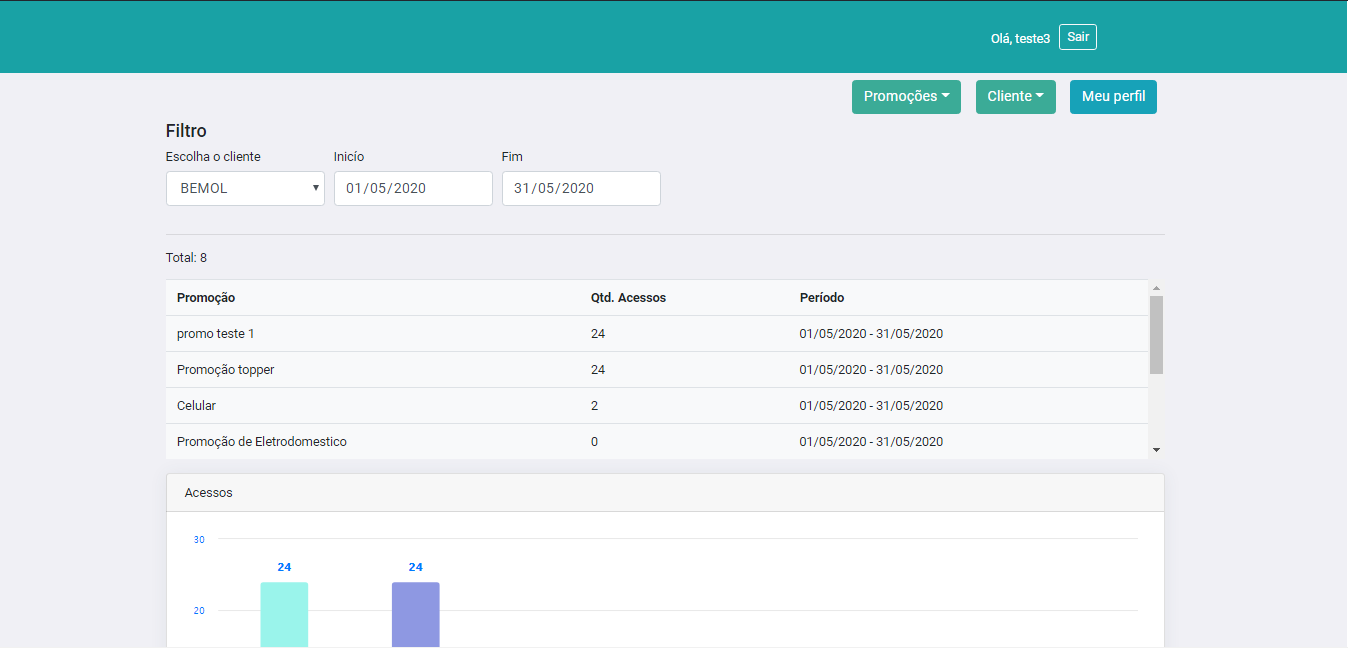 Olá, teste3 Sair
Promoções Cliente Meu perfil
Filtro
Escolha o cliente Inicío Fim
BEMOL 01/05/2020 31/05/2020
Total: 8
Promoção Qtd. Acessos Período
promo teste 1 24 01/05/2020 - 31/05/2020
Promoção topper 24 01/05/2020 - 31/05/2020
Celular 2 01/05/2020 - 31/05/2020
Promoção de Eletrodomestico 0 01/05/2020 - 31/05/2020
Acessos
30
24 24
20